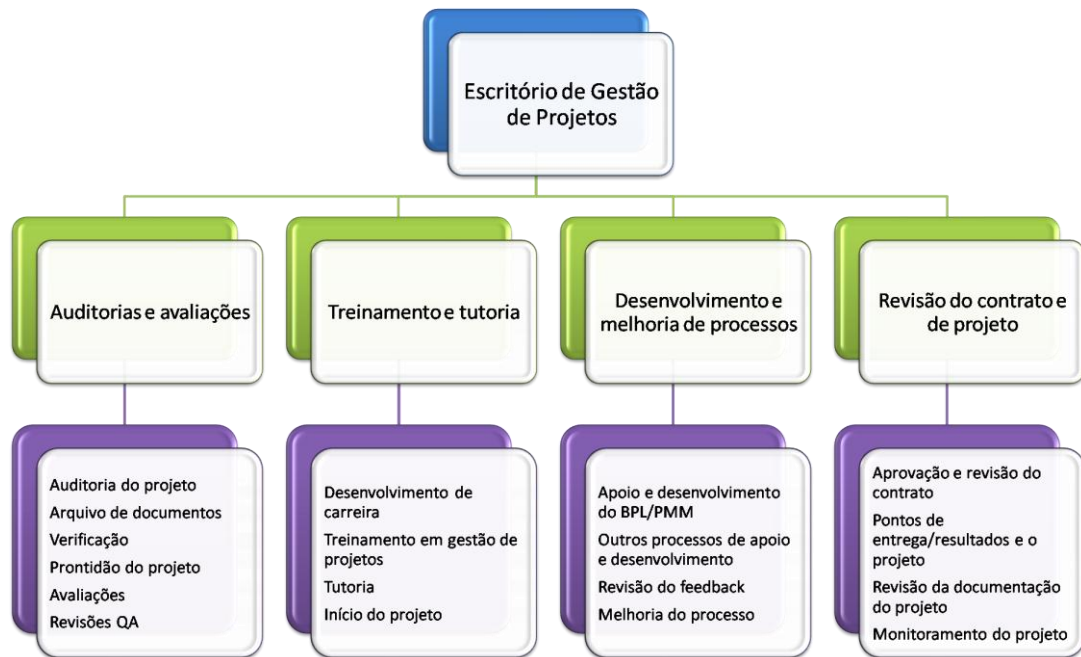 Escritório de Gestão
de Projetos
Auditorias e avaliações
Treinamento e tutoria
Desenvolvimento e
melhoria de processos
Revisão do contrato e
de projeto
Auditoria do projeto
Arquivo de documentos
Verificação
Prontidão do projeto
Avaliações
Revisões QA
Desenvolvimento de
carreira
Treinamento em gestão de
projetos
Tutoria
Início do projeto
Apoio e desenvolvimento
do BPL/PMM
Outros processos de apoio
e desenvolvimento
Revisão do feedback
Melhoria do processo
Aprovação e revisão do
contrato
Pontos de
entrega/resultados e o
projeto
Revisão da documentação
do projeto
Monitoramento do projeto